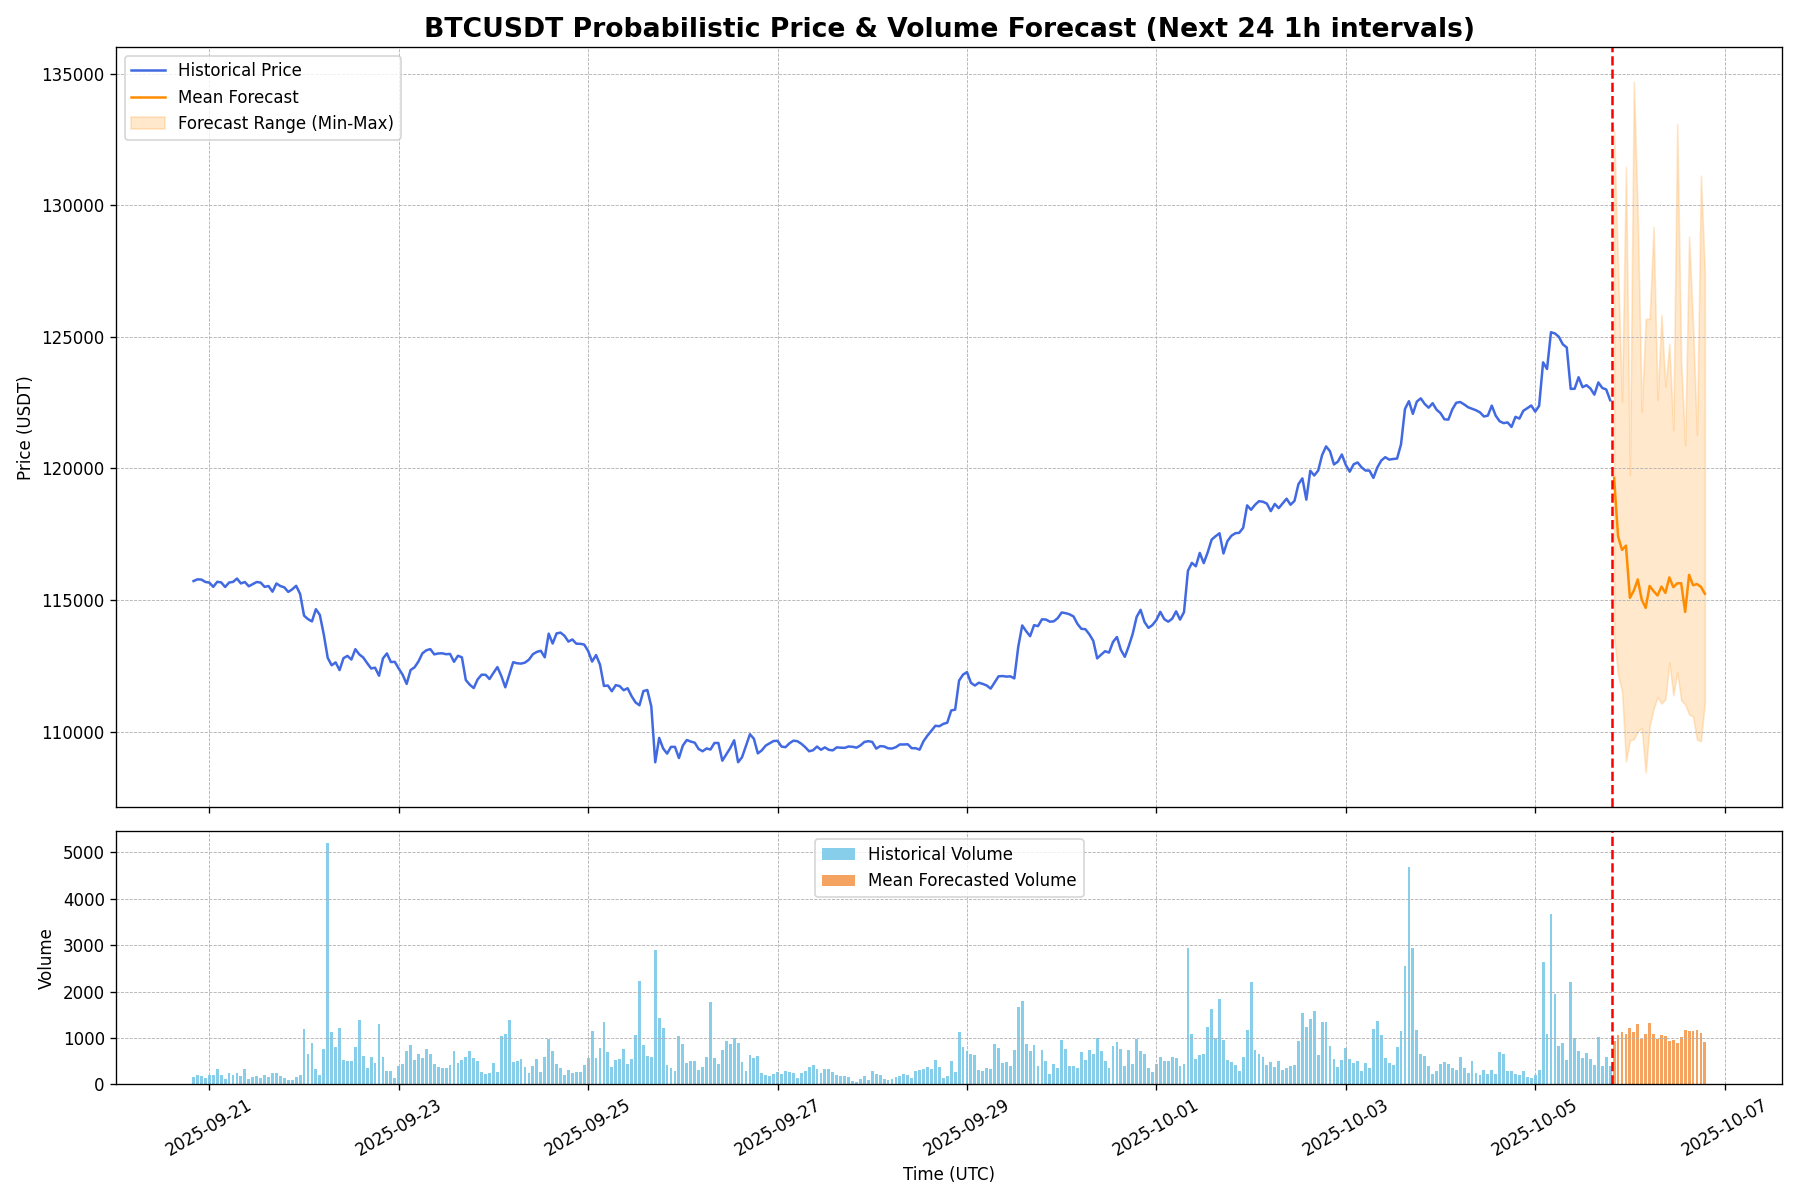 BTCUSDT Probabilistic Price & Volume Forecast (Next 24 1h intervals)
Historical Price
Mean Forecast
Forecast Range (Min-Max)
135000
130000
125000
120000
115000
110000
Price (USDT)
Historical Volume
Mean Forecasted Volume
5000
4000
3000
2000
1000
0
Volume
2025-09-21
2025-09-23
2025-09-25
2025-09-27
2025-09-29
2025-10-01
2025-10-03
2025-10-05
2025-10-07
Time (UTC)